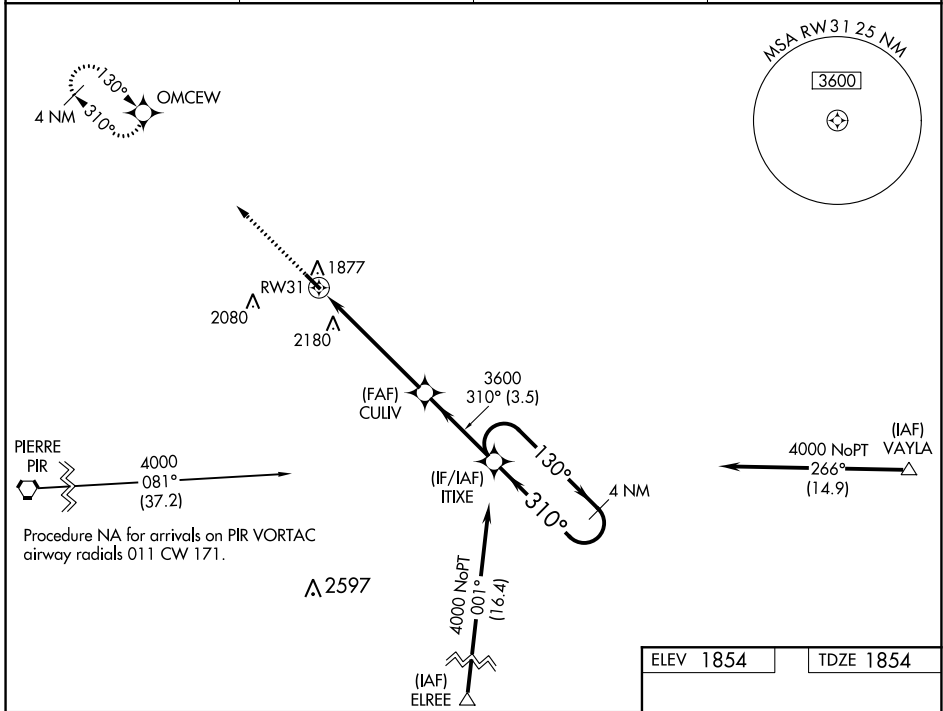 MSA RW31 25 NM
3600
130°
OMCEW
4 NM
310°
1877
RW31
2080
2180
3600
310° (3.5)
(FAF)
CULIV
PIERRE
PIR
4000
081°
(37.2)
(IF/IAF)
ITIXE
130°
310°
4 NM
4000 NoPT
266°
(14.9)
(IAF)
VAYLA
Procedure NA for arrivals on PIR VORTAC
airway radials 011 CW 171.
2597
4000 NoPT
001°
(16.4)
(IAF)
ELREE
ELEV 1854
TDZE 1854